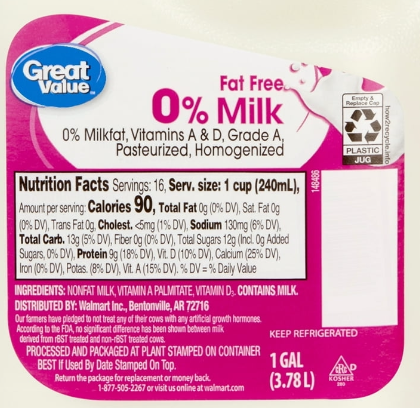 Great
Value™
Fat Free
0% Milk
0% Milkfat, Vitamins A & D, Grade A,
Pasteurized, Homogenized
Empty &
Replace Cap
PLASTIC
JUG
how2recycle.info
148486
Nutrition Facts Servings: 16, Serv. size: 1 cup (240mL),
Amount per serving: Calories 90, Total Fat 0g (0% DV), Sat. Fat 0g
(0% DV), Trans Fat 0g, Cholest. <5mg (1% DV), Sodium 130mg (6% DV),
Total Carb. 13g (5% DV), Fiber 0g (0% DV), Total Sugars 12g (Incl. 0g Added
Sugars, 0% DV), Protein 9g (18% DV), Vit. D (10% DV), Calcium (25% DV),
Iron (0% DV), Potas. (8% DV), Vit. A (15% DV). % DV = % Daily Value
INGREDIENTS: NONFAT MILK, VITAMIN A PALMITATE, VITAMIN D3. CONTAINS MILK.
DISTRIBUTED BY: Walmart Inc., Bentonville, AR 72716
Our farmers have pledged to not treat any of their cows with any artificial growth hormones.
According to the FDA, no significant difference has been shown between milk
derived from rBST treated and non-rBST treated cows.
PROCESSED AND PACKAGED AT PLANT STAMPED ON CONTAINER
BEST If Used By Date Stamped On Top.
Return the package for replacement or money back.
1-877-505-2267 or visit us online at walmart.com
KEEP REFRIGERATED
1 GAL
(3.78 L)
KOSHER